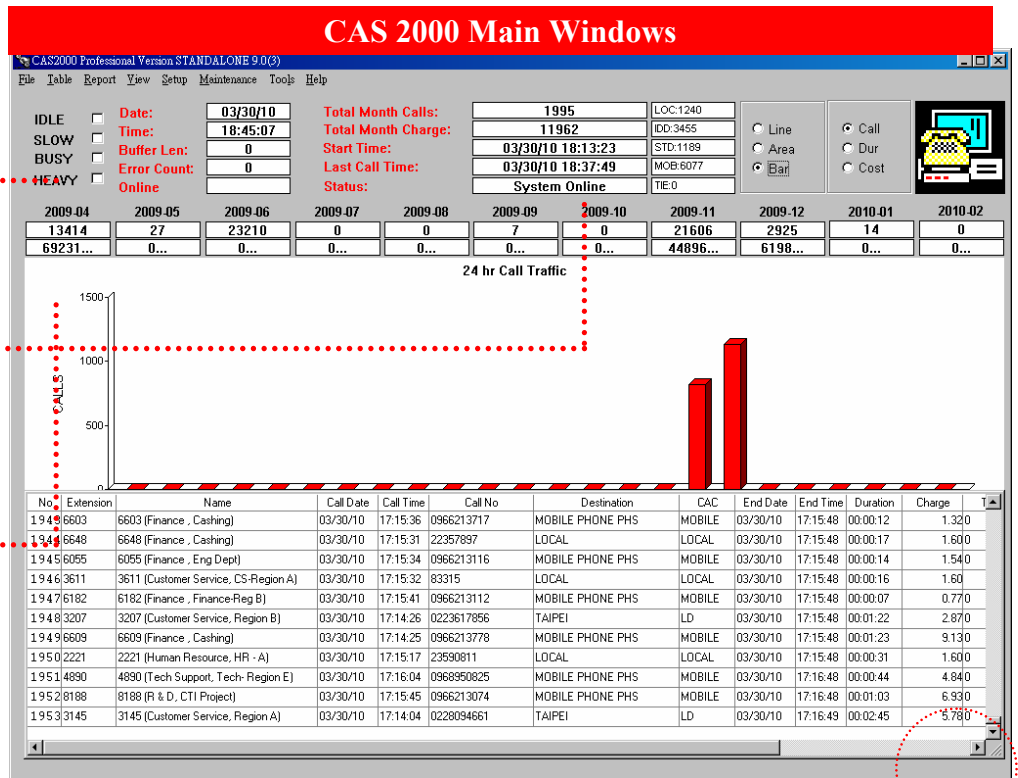 CAS 2000 Main Windows
CAS2000 Professional Version STANDALONE 9.0(3)
File Table Report View Setup Maintenance Tools Help
IDLE
SLOW
BUSY
HEAVY
Date: 03/30/10
Time: 18:45:07
Buffer Len: 0
Error Count: 0
Online
Total Month Calls: 1995
Total Month Charge: 11962
Start Time: 03/30/10 18:13:23
Last Call Time: 03/30/10 18:37:49
Status: System Online
LOC:1240
IDD:3455
STD:1189
MOB:6077
TIE:0
Line
Area
Bar
Call
Dur
Cost
2009-04 2009-05 2009-06 2009-07 2009-08 2009-09 2009-10 2009-11 2009-12 2010-01 2010-02
13414 27 23210 0 0 7 0 21606 2925 14 0
69231... 0... 0... 0... 0... 0... 0... 44896... 6198... 0... 0...
24 hr Call Traffic
1500
1000
500
0
CALLS
No Extension Name Call Date Call Time Call No Destination CAC End Date End Time Duration Charge T
1943 6603 6603 (Finance , Cashing) 03/30/10 17:15:36 0966213717 MOBILE PHONE PHS MOBILE 03/30/10 17:15:48 00:00:12 1.32 0
1944 6648 6648 (Finance , Cashing) 03/30/10 17:15:31 22357897 LOCAL LOCAL 03/30/10 17:15:48 00:00:17 1.60 0
1945 6055 6055 (Finance , Eng Dept) 03/30/10 17:15:34 0966213116 MOBILE PHONE PHS MOBILE 03/30/10 17:15:48 00:00:14 1.54 0
1946 3611 3611 (Customer Service, CS-Region A) 03/30/10 17:15:32 83315 LOCAL LOCAL 03/30/10 17:15:48 00:00:16 1.60
1947 6182 6182 (Finance , Finance-Reg B) 03/30/10 17:15:41 0966213112 MOBILE PHONE PHS MOBILE 03/30/10 17:15:48 00:00:07 0.77 0
1948 3207 3207 (Customer Service, Region B) 03/30/10 17:14:26 0223617856 TAIPEI LD 03/30/10 17:15:48 00:01:22 2.87 0
1949 6609 6609 (Finance , Cashing) 03/30/10 17:14:25 0966213778 MOBILE PHONE PHS MOBILE 03/30/10 17:15:48 00:01:23 9.13 0
1950 2221 2221 (Human Resource, HR - A) 03/30/10 17:15:17 23590811 LOCAL LOCAL 03/30/10 17:15:48 00:00:31 1.60 0
1951 4890 4890 (Tech Support, Tech- Region E) 03/30/10 17:16:04 0968950825 MOBILE PHONE PHS MOBILE 03/30/10 17:16:48 00:00:44 4.84 0
1952 8188 8188 (R & D, CTI Project) 03/30/10 17:15:45 0966213074 MOBILE PHONE PHS MOBILE 03/30/10 17:16:48 00:01:03 6.93 0
1953 3145 3145 (Customer Service, Region A) 03/30/10 17:14:04 0228094661 TAIPEI LD 03/30/10 17:16:49 00:02:45 5.78 0